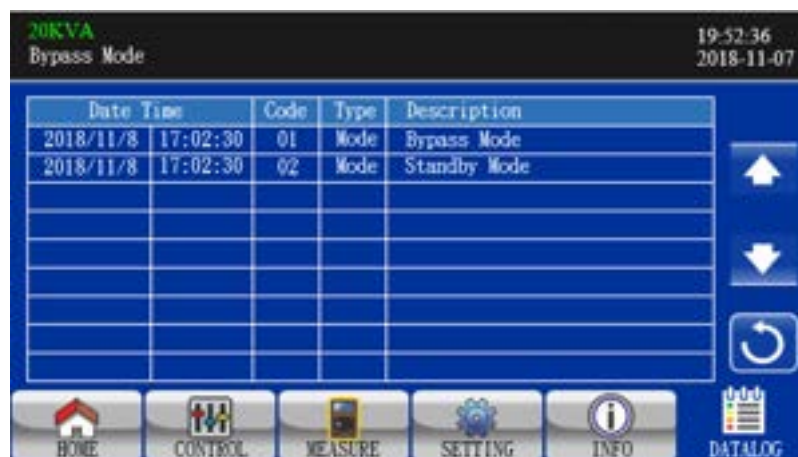 20KVA
Bypass Mode
19:52:36
2018-11-07
Date Time Code Type Description
2018/11/8 17:02:30 01 Mode Bypass Mode
2018/11/8 17:02:30 02 Mode Standby Mode
HOME CONTROL MEASURE SETTING INFO DATALOG